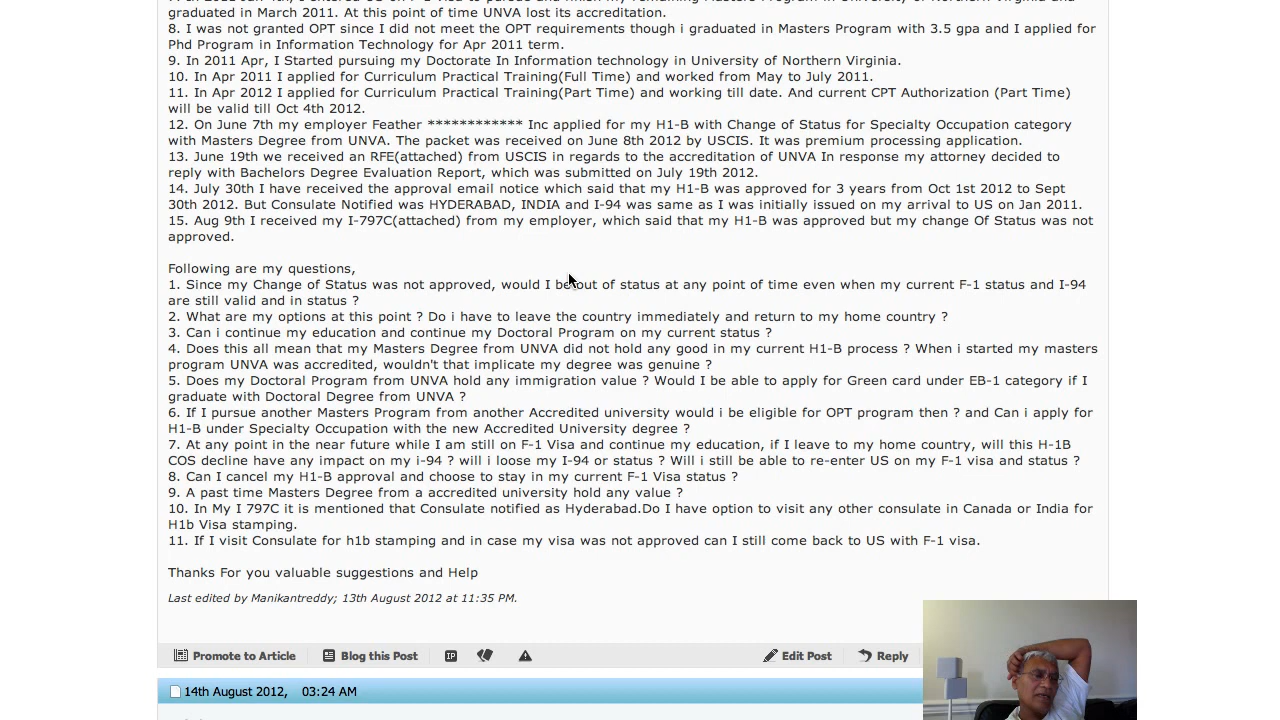 graduated in March 2011. At this point of time UNVA lost its accreditation.
8. I was not granted OPT since I did not meet the OPT requirements though i graduated in Masters Program with 3.5 gpa and I applied for
Phd Program in Information Technology for Apr 2011 term.
9. In 2011 Apr, I Started pursuing my Doctorate In Information technology in University of Northern Virginia.
10. In Apr 2011 I applied for Curriculum Practical Training(Full Time) and worked from May to July 2011.
11. In Apr 2012 I applied for Curriculum Practical Training(Part Time) and working till date. And current CPT Authorization (Part Time)
will be valid till Oct 4th 2012.
12. On June 7th my employer Feather ************ Inc applied for my H1-B with Change of Status for Specialty Occupation category
with Masters Degree from UNVA. The packet was received on June 8th 2012 by USCIS. It was premium processing application.
13. June 19th we received an RFE(attached) from USCIS in regards to the accreditation of UNVA In response my attorney decided to
reply with Bachelors Degree Evaluation Report, which was submitted on July 19th 2012.
14. July 30th I have received the approval email notice which said that my H1-B was approved for 3 years from Oct 1st 2012 to Sept
30th 2012. But Consulate Notified was HYDERABAD, INDIA and I-94 was same as I was initially issued on my arrival to US on Jan 2011.
15. Aug 9th I received my I-797C(attached) from my employer, which said that my H1-B was approved but my change Of Status was not
approved.
Following are my questions,
1. Since my Change of Status was not approved, would I be out of status at any point of time even when my current F-1 status and I-94
are still valid and in status ?
2. What are my options at this point ? Do i have to leave the country immediately and return to my home country ?
3. Can i continue my education and continue my Doctoral Program on my current status ?
4. Does this all mean that my Masters Degree from UNVA did not hold any good in my current H1-B process ? When i started my masters
program UNVA was accredited, wouldn't that implicate my degree was genuine ?
5. Does my Doctoral Program from UNVA hold any immigration value ? Would I be able to apply for Green card under EB-1 category if I
graduate with Doctoral Degree from UNVA ?
6. If I pursue another Masters Program from another Accredited university would i be eligible for OPT program then ? and Can i apply for
H1-B under Specialty Occupation with the new Accredited University degree ?
7. At any point in the near future while I am still on F-1 Visa and continue my education, if I leave to my home country, will this H-1B
COS decline have any impact on my i-94 ? will i loose my I-94 or status ? Will i still be able to re-enter US on my F-1 visa and status ?
8. Can I cancel my H1-B approval and choose to stay in my current F-1 Visa status ?
9. A past time Masters Degree from a accredited university hold any value ?
10. In My I 797C it is mentioned that Consulate notified as Hyderabad.Do I have option to visit any other consulate in Canada or India for
H1b Visa stamping.
11. If I visit Consulate for h1b stamping and in case my visa was not approved can I still come back to US with F-1 visa.
Thanks For you valuable suggestions and Help
Last edited by Manikantreddy; 13th August 2012 at 11:35 PM.
Promote to Article Blog this Post IP Edit Post Reply
14th August 2012, 03:24 AM